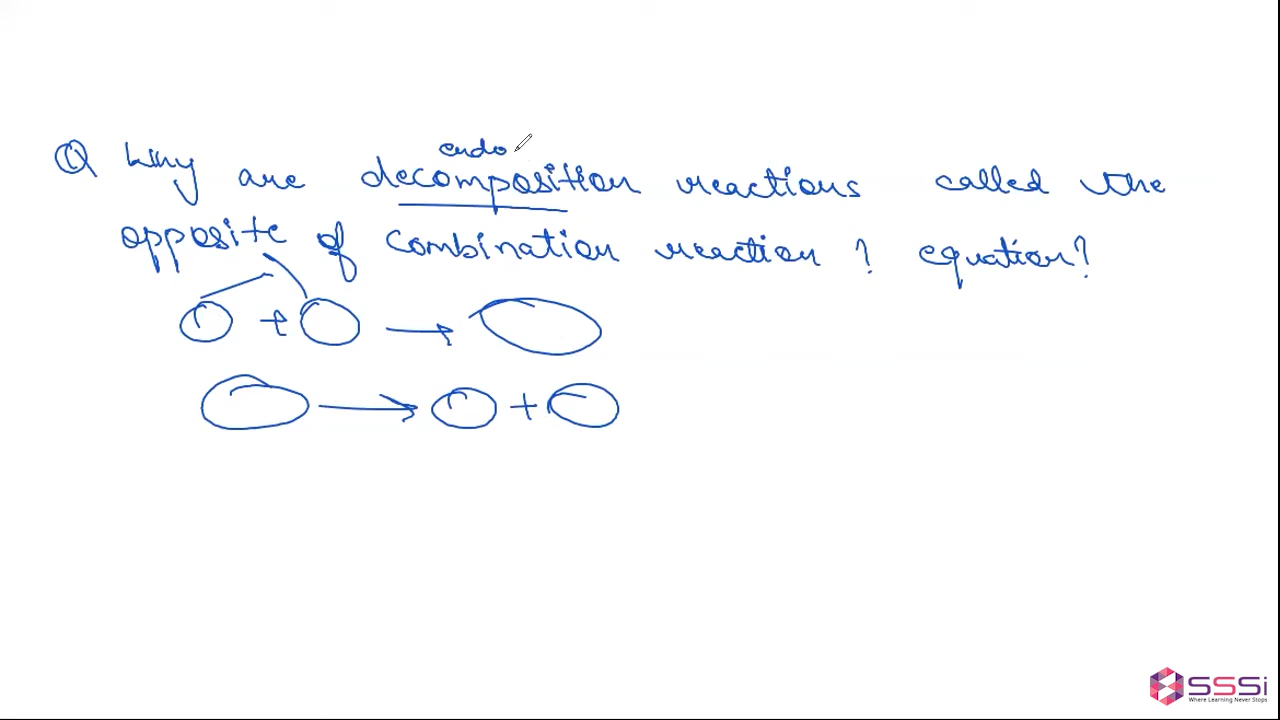 endo
Q Why are decomposition reactions called the
opposite of combination reaction? equation?
+ →
→ +
SSSi
Where Learning Never Stops